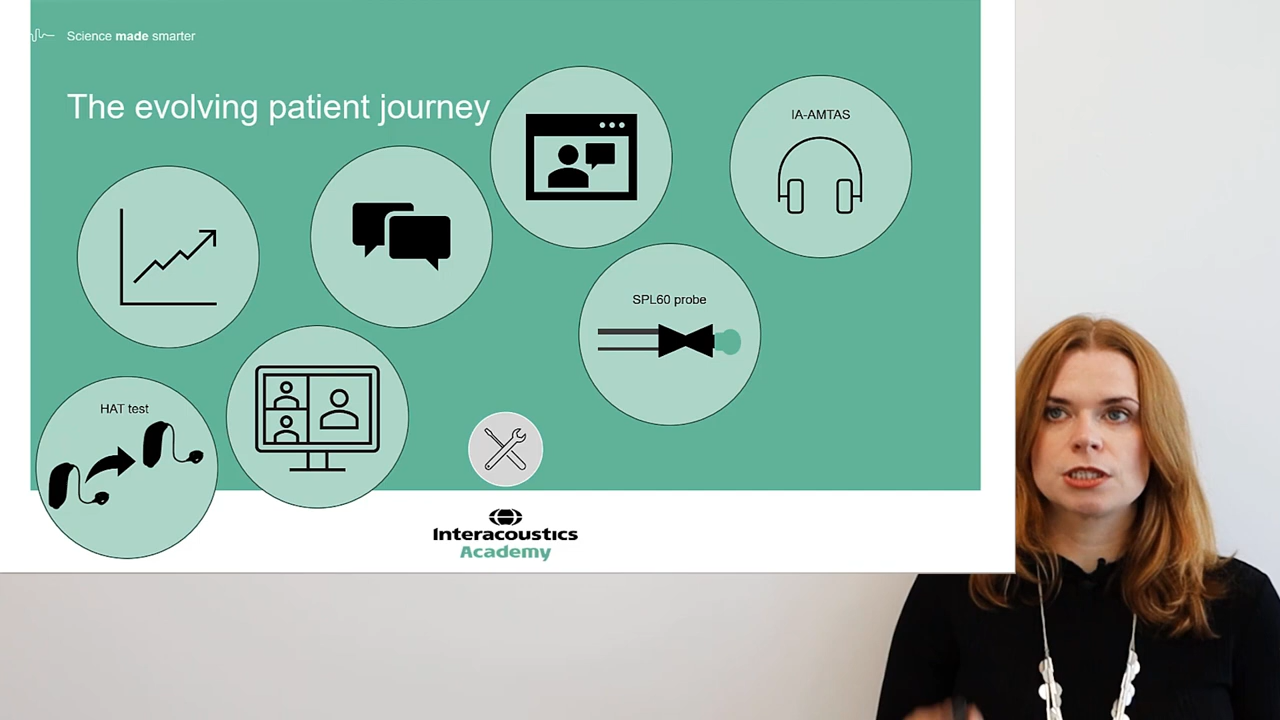 Science made smarter
The evolving patient journey
IA-AMTAS
SPL60 probe
HAT test
Interacoustics
Academy